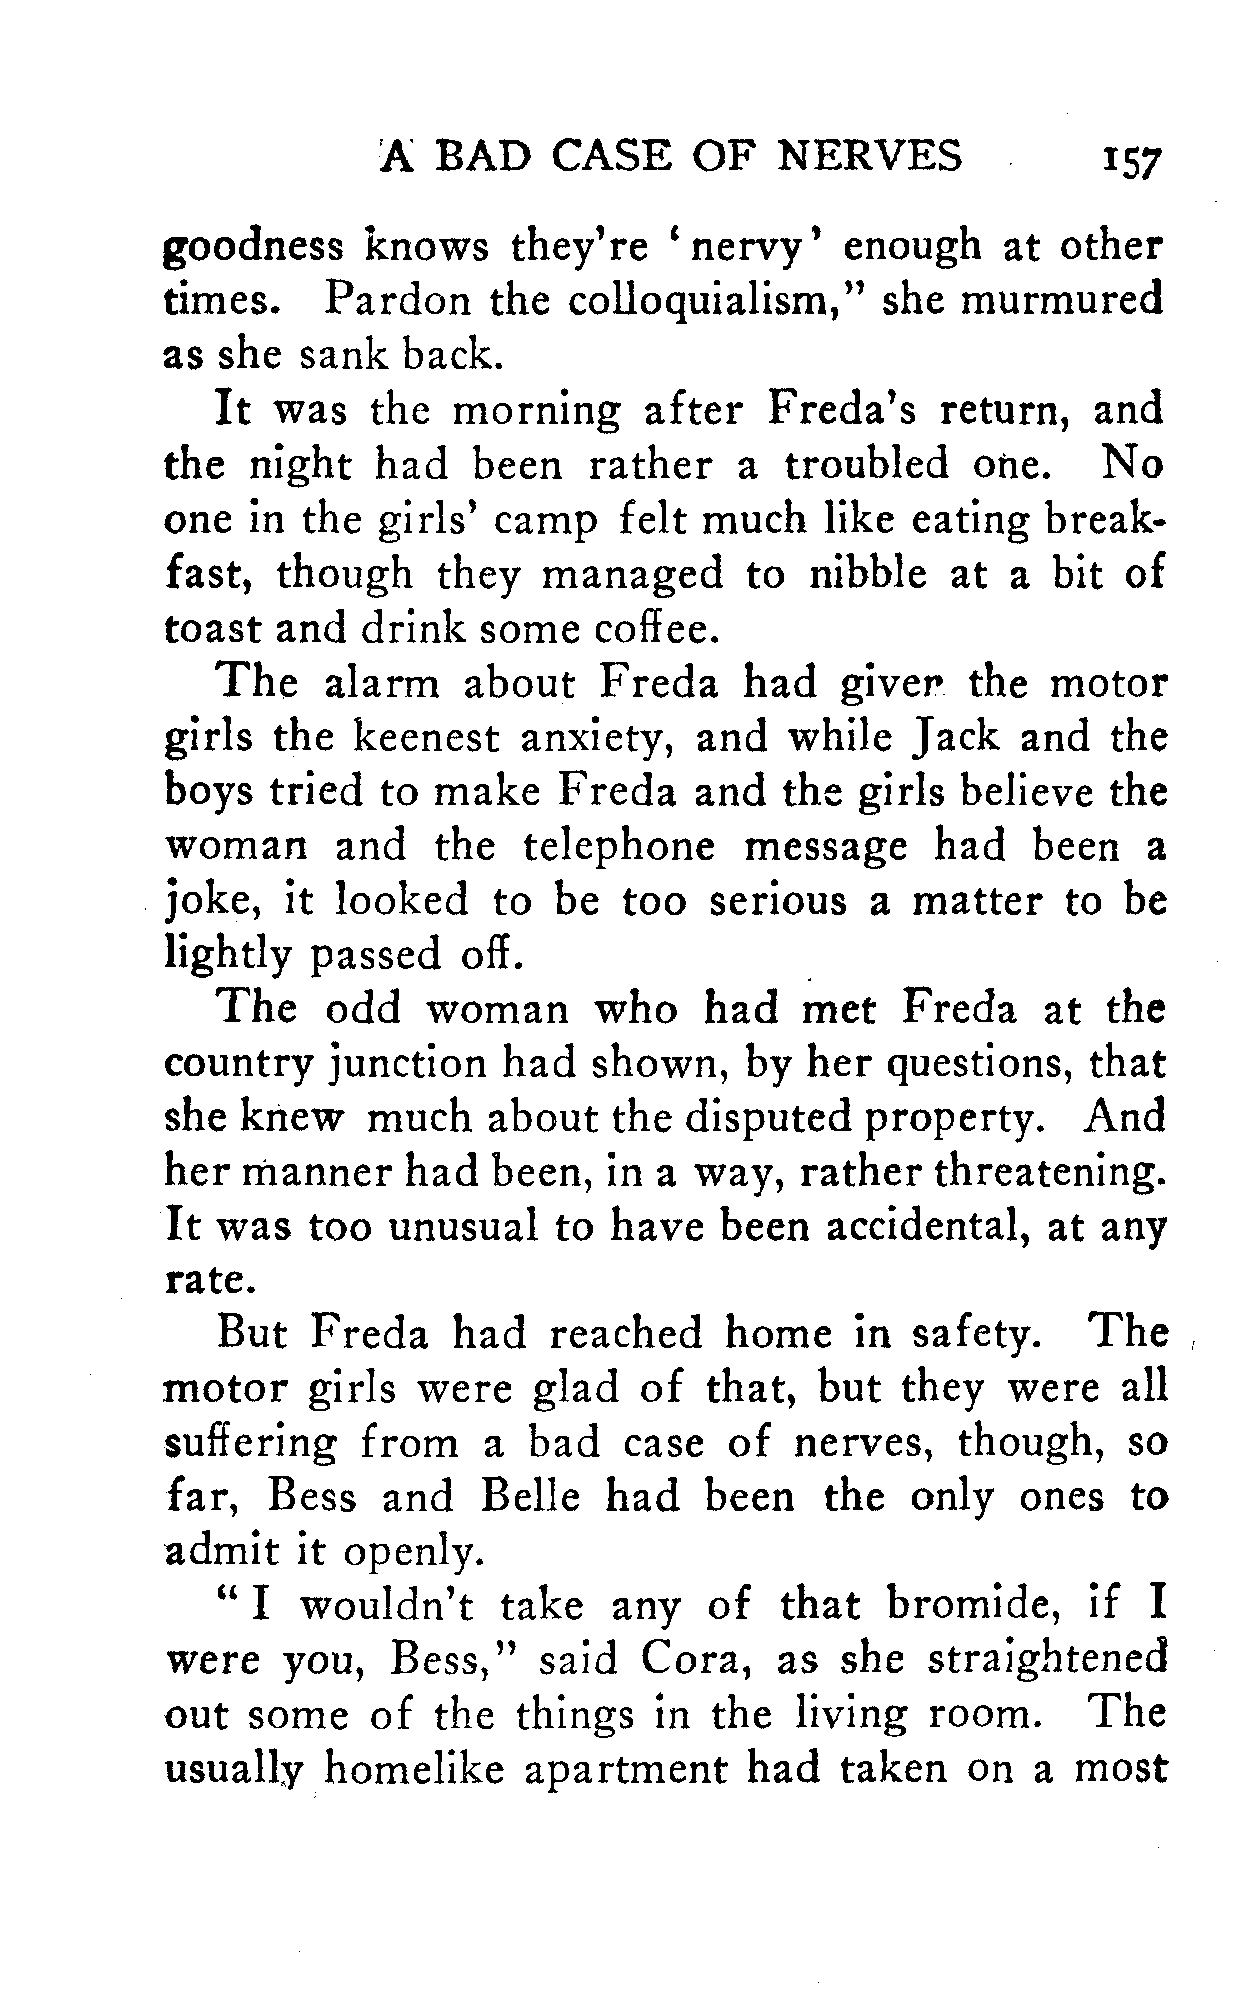 A BAD CASE OF NERVES 157
goodness knows they're ' nervy ' enough at other
times. Pardon the colloquialism," she murmured
as she sank back.
It was the morning after Freda's return, and
the night had been rather a troubled one. No
one in the girls' camp felt much like eating break-
fast, though they managed to nibble at a bit of
toast and drink some coffee.
The alarm about Freda had given the motor
girls the keenest anxiety, and while Jack and the
boys tried to make Freda and the girls believe the
woman and the telephone message had been a
joke, it looked to be too serious a matter to be
lightly passed off.
The odd woman who had met Freda at the
country junction had shown, by her questions, that
she knew much about the disputed property. And
her manner had been, in a way, rather threatening.
It was too unusual to have been accidental, at any
rate.
But Freda had reached home in safety. The
motor girls were glad of that, but they were all
suffering from a bad case of nerves, though, so
far, Bess and Belle had been the only ones to
admit it openly.
" I wouldn't take any of that bromide, if I
were you, Bess," said Cora, as she straightened
out some of the things in the living room. The
usually homelike apartment had taken on a most